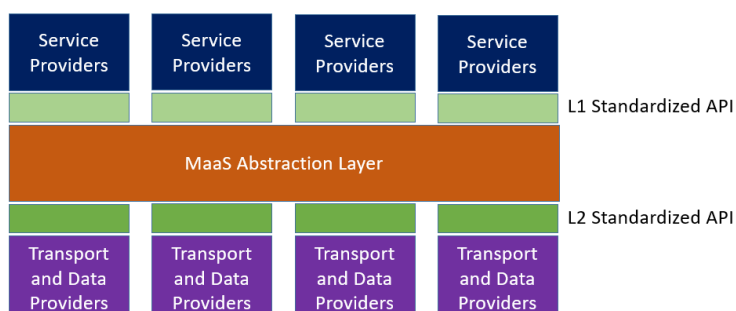 Service
Providers
Service
Providers
Service
Providers
Service
Providers
L1 Standardized API
MaaS Abstraction Layer
L2 Standardized API
Transport
and Data
Providers
Transport
and Data
Providers
Transport
and Data
Providers
Transport
and Data
Providers